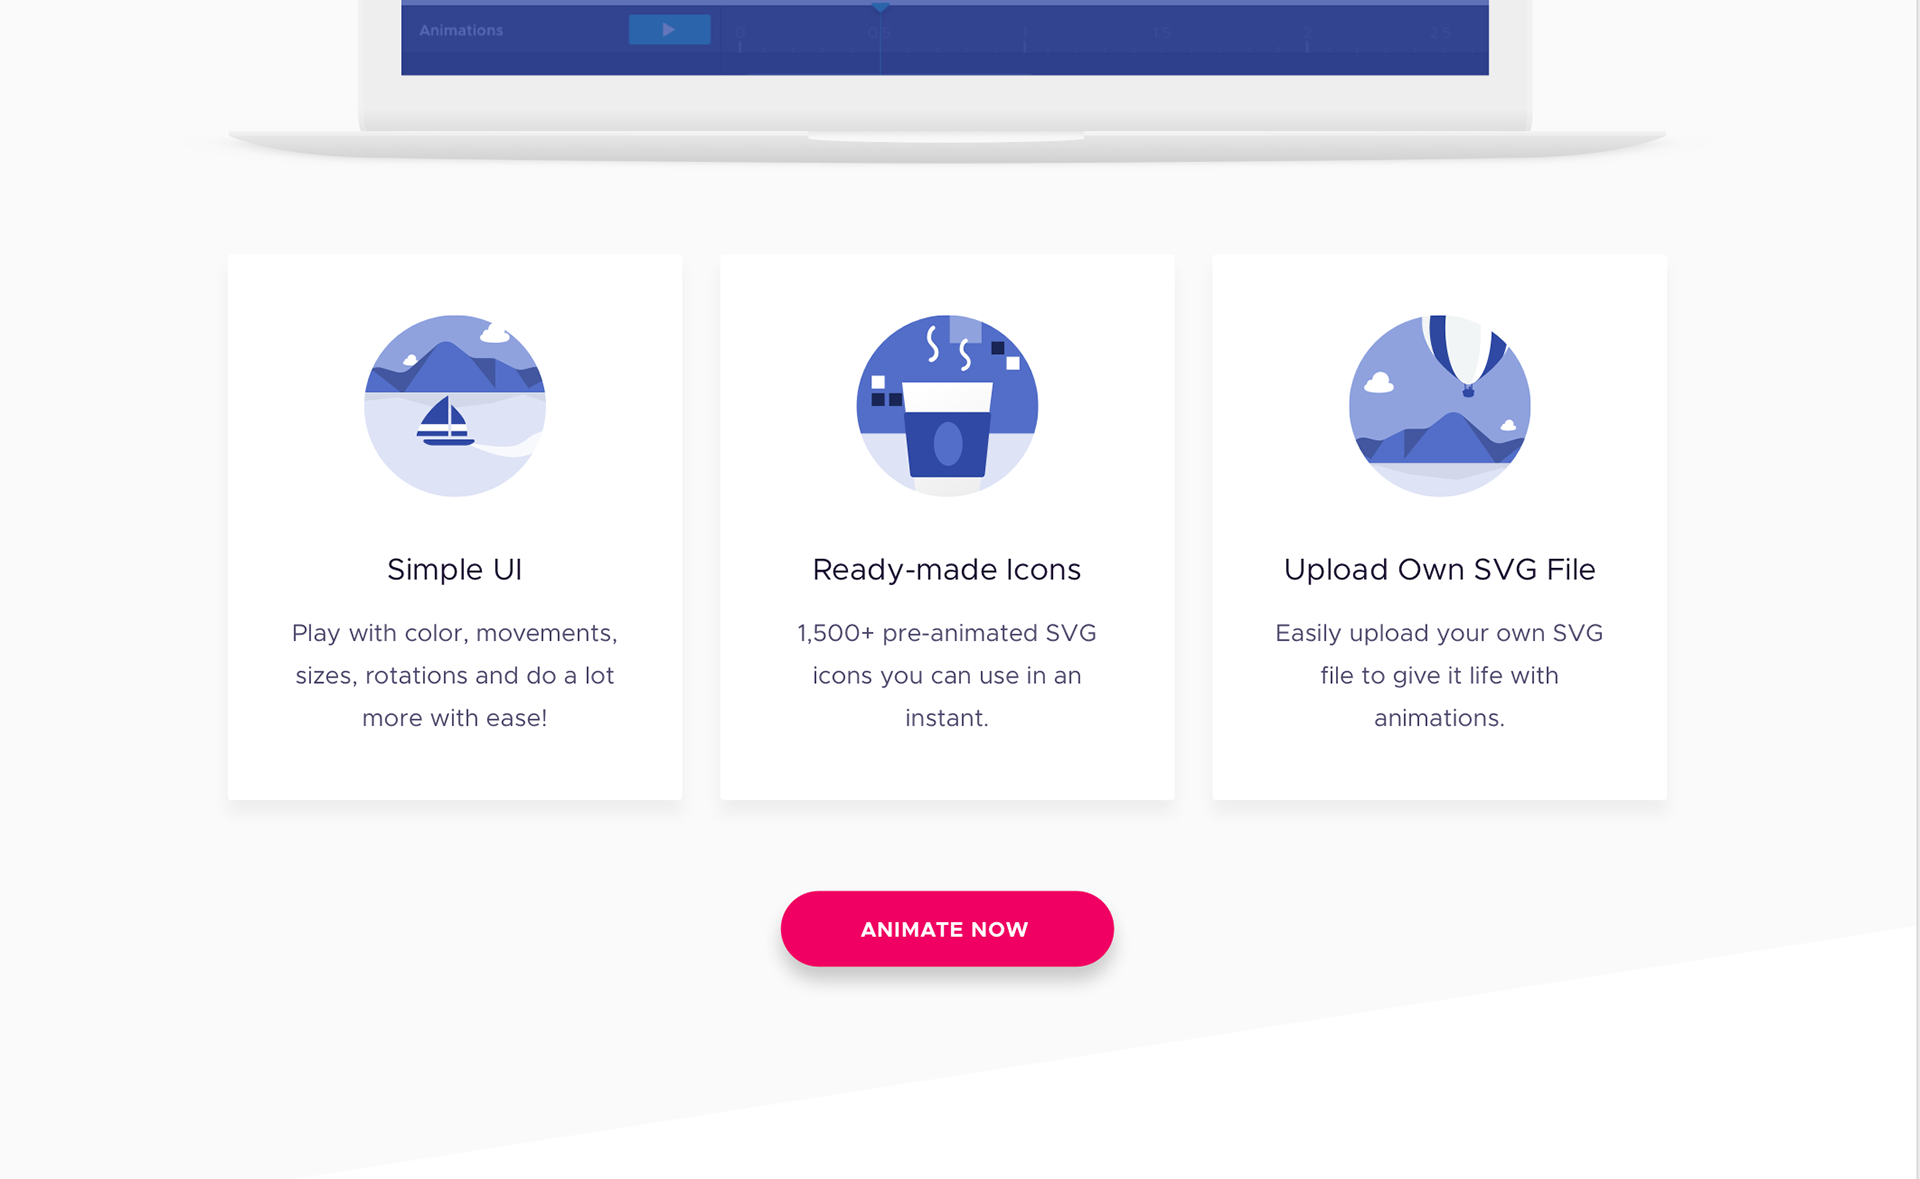 Animations
0 0.5 1 1.5 2 2.5
Simple UI
Play with color, movements,
sizes, rotations and do a lot
more with ease!
Ready-made Icons
1,500+ pre-animated SVG
icons you can use in an
instant.
Upload Own SVG File
Easily upload your own SVG
file to give it life with
animations.
ANIMATE NOW